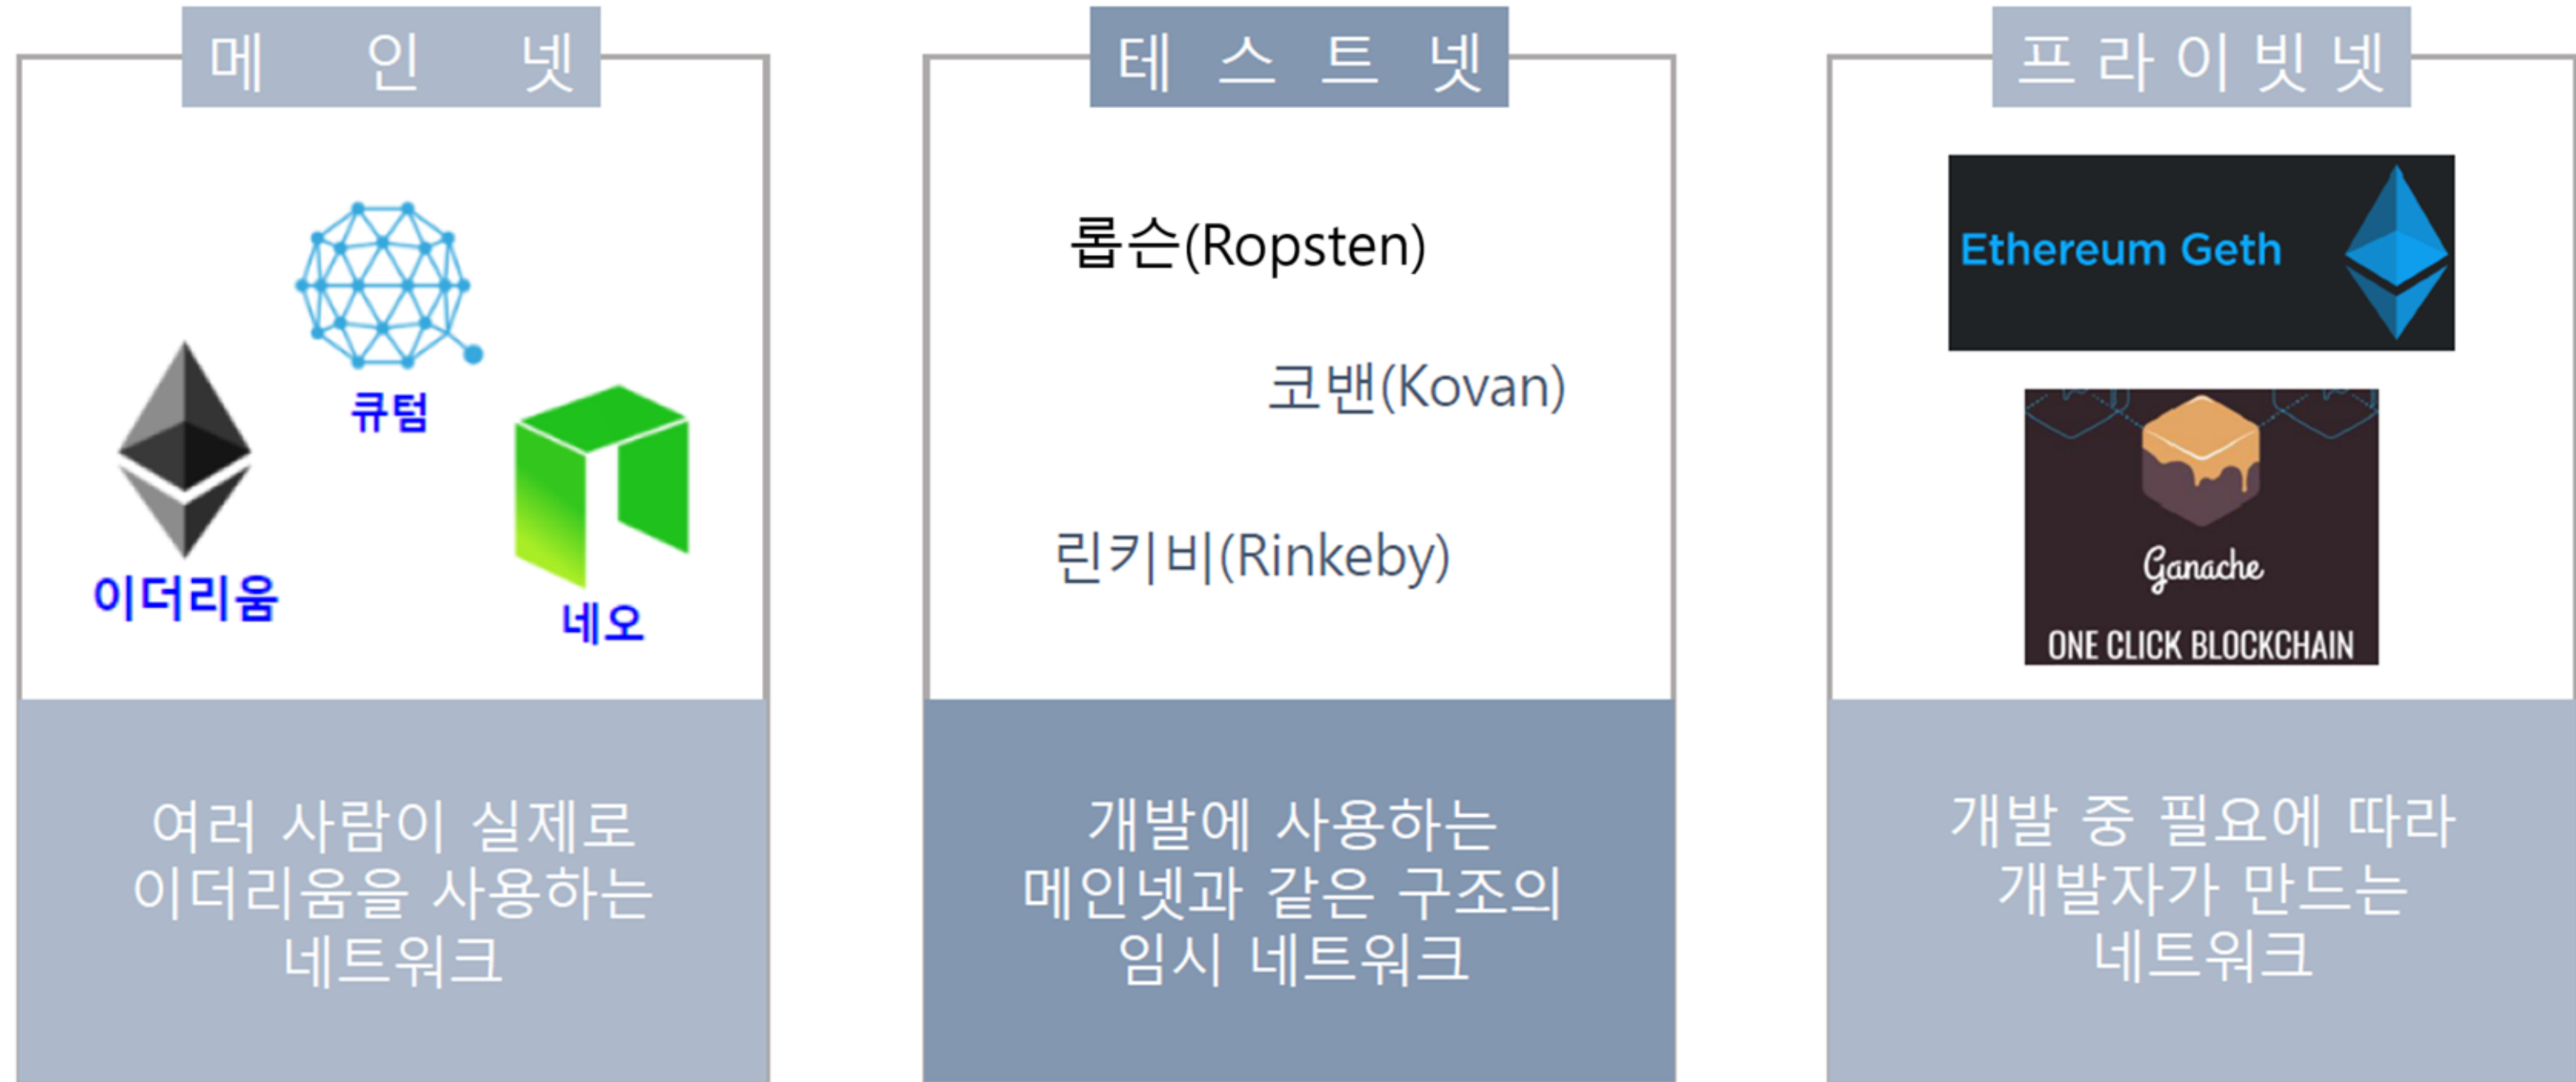 메인넷
큐텀
이더리움
네오
여러 사람이 실제로
이더리움을 사용하는
네트워크
테스트넷
롭슨(Ropsten)
코밴(Kovan)
린키비(Rinkeby)
개발에 사용하는
메인넷과 같은 구조의
임시 네트워크
프라이빗넷
Ethereum Geth
Ganache
ONE CLICK BLOCKCHAIN
개발 중 필요에 따라
개발자가 만드는
네트워크